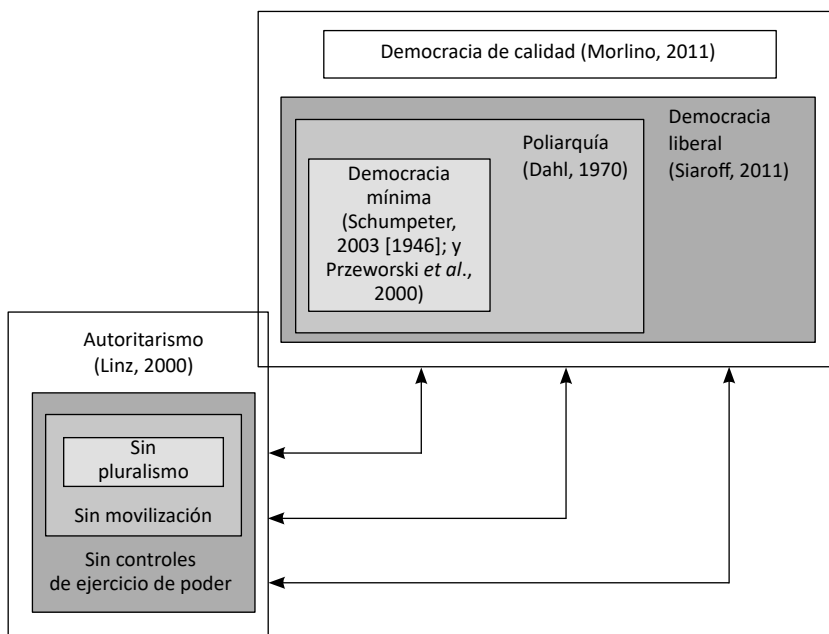 Democracia de calidad (Morlino, 2011)
Democracia
liberal
(Siaroff, 2011)
Poliarquía
(Dahl, 1970)
Democracia
mínima
(Schumpeter,
2003 [1946]; y
Przeworski et al.,
2000)
Autoritarismo
(Linz, 2000)
Sin
pluralismo
Sin movilización
Sin controles
de ejercicio de poder